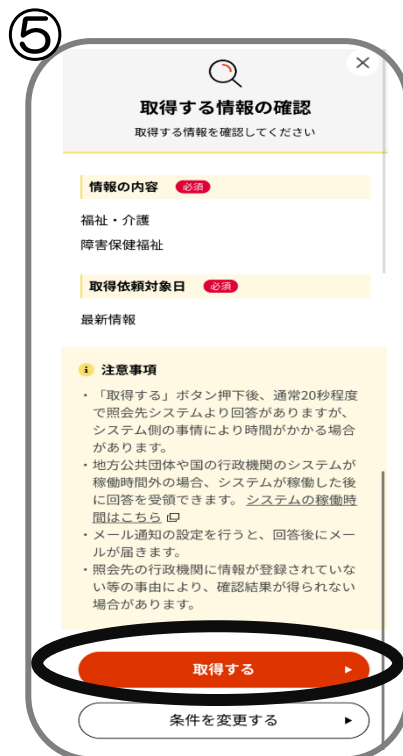 ⑤
取得する情報の確認
取得する情報を確認してください
情報の内容 必須
福祉・介護
障害保健福祉
取得依頼対象日 必須
最新情報
注意事項
・「取得する」ボタン押下後、通常20秒程度
で照会先システムより回答がありますが、
システム側の事情により時間がかかる場合
があります。
・地方公共団体や国の行政機関のシステムが
稼働時間外の場合、システムが稼働した後
に回答を受領できます。 システムの稼働時
間はこちら
・メール通知の設定を行うと、回答後にメー
ルが届きます。
・照会先の行政機関に情報が登録されていな
い等の事由により、確認結果が得られない
場合があります。
取得する
条件を変更する